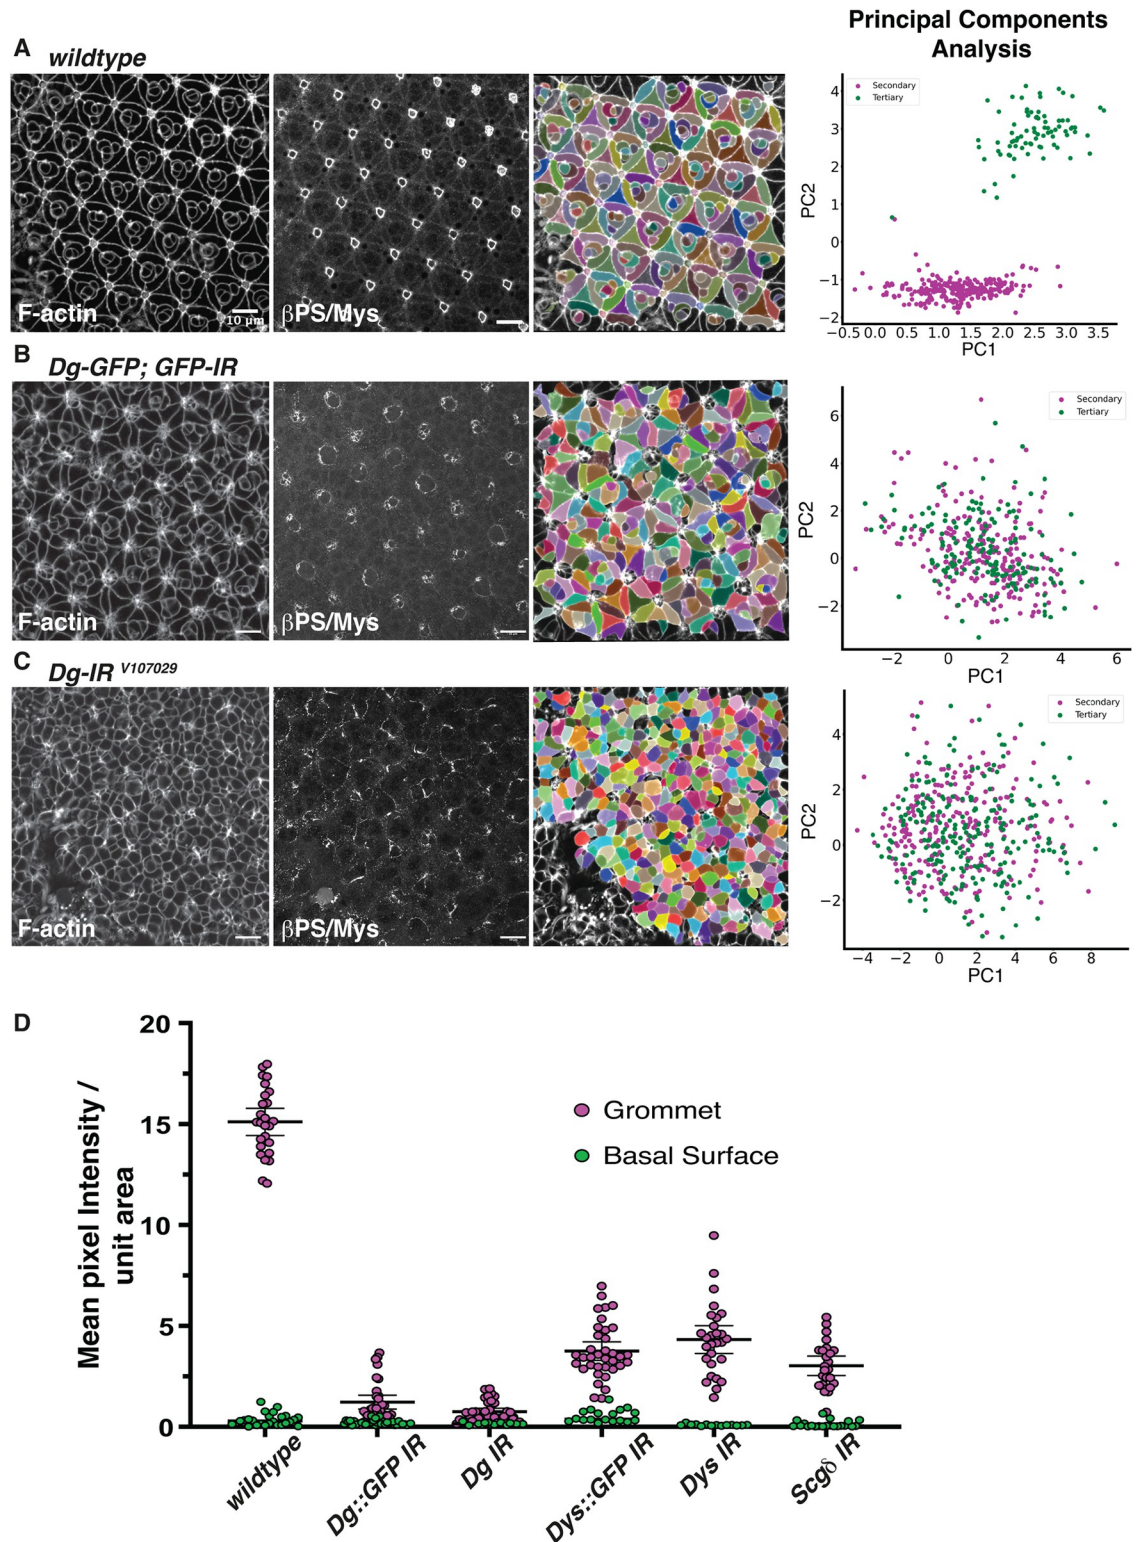 Principal Components
Analysis
A wildtype
F-actin
10 µm
βPS/Mys
Secondary
Tertiary
PC2
4
3
2
1
0
−1
−2
−0.5 0.0 0.5 1.0 1.5 2.0 2.5 3.0 3.5
PC1
B Dg-GFP; GFP-IR
F-actin
βPS/Mys
Secondary
Tertiary
PC2
6
4
2
0
−2
−2 0 2 4 6
PC1
C Dg-IR V107029
F-actin
βPS/Mys
Secondary
Tertiary
PC2
4
2
0
−2
−4 −2 0 2 4 6 8
PC1
D
Mean pixel Intensity /
unit area
20
15
10
5
0
Grommet
Basal Surface
wildtype
Dg::GFP IR
Dg IR
Dys::GFP IR
Dys IR
Scgδ IR